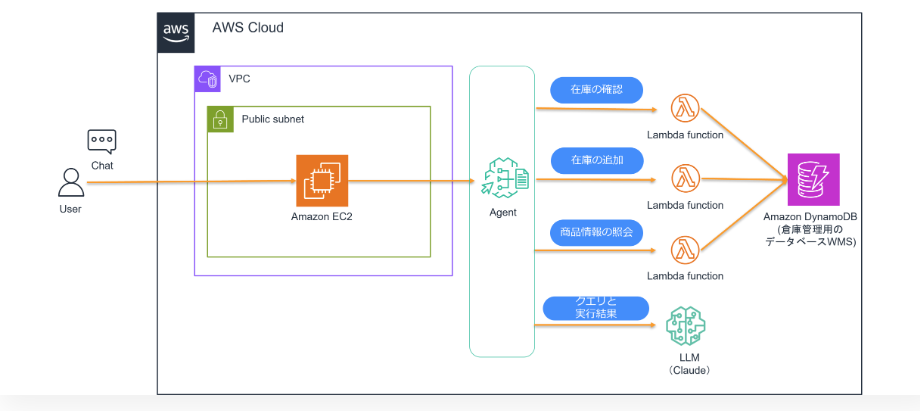 aws
AWS Cloud
VPC
Public subnet
Chat
User
Amazon EC2
Agent
在庫の確認
Lambda function
在庫の追加
Lambda function
商品情報の照会
Lambda function
クエリと
実行結果
LLM
（Claude）
Amazon DynamoDB
(倉庫管理用の
データベースWMS)